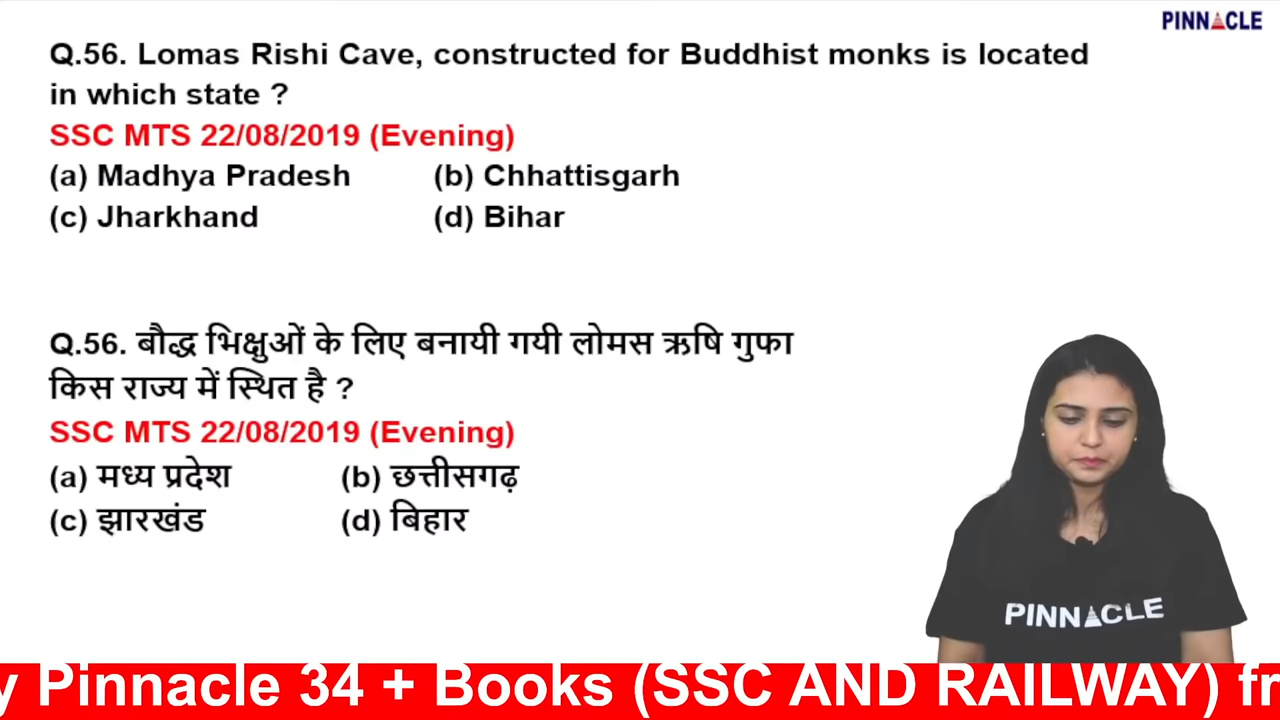 PINNACLE
Q.56. Lomas Rishi Cave, constructed for Buddhist monks is located
in which state ?
SSC MTS 22/08/2019 (Evening)
(a) Madhya Pradesh (b) Chhattisgarh
(c) Jharkhand (d) Bihar
Q.56. बौद्ध भिक्षुओं के लिए बनायी गयी लोमस ऋषि गुफा
किस राज्य में स्थित है ?
SSC MTS 22/08/2019 (Evening)
(a) मध्य प्रदेश (b) छत्तीसगढ़
(c) झारखंड (d) बिहार
PINNACLE
y Pinnacle 34 + Books (SSC AND RAILWAY) fr